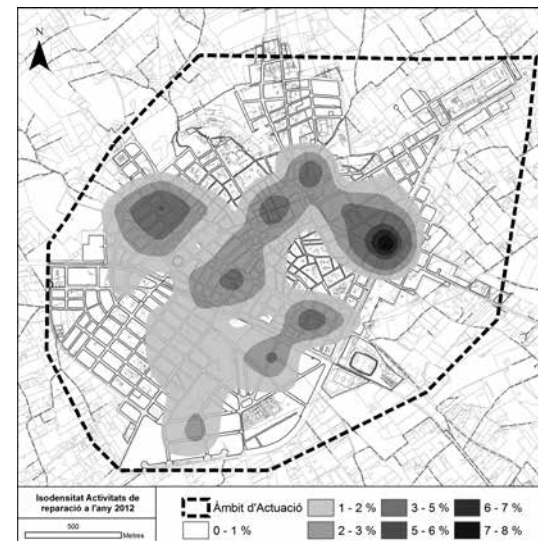 N
Isodensitat Activitats de
reparació a l'any 2012
500
Metres
Àmbit d'Actuació
0 - 1 %
1 - 2 %
2 - 3 %
3 - 5 %
5 - 6 %
6 - 7 %
7 - 8 %